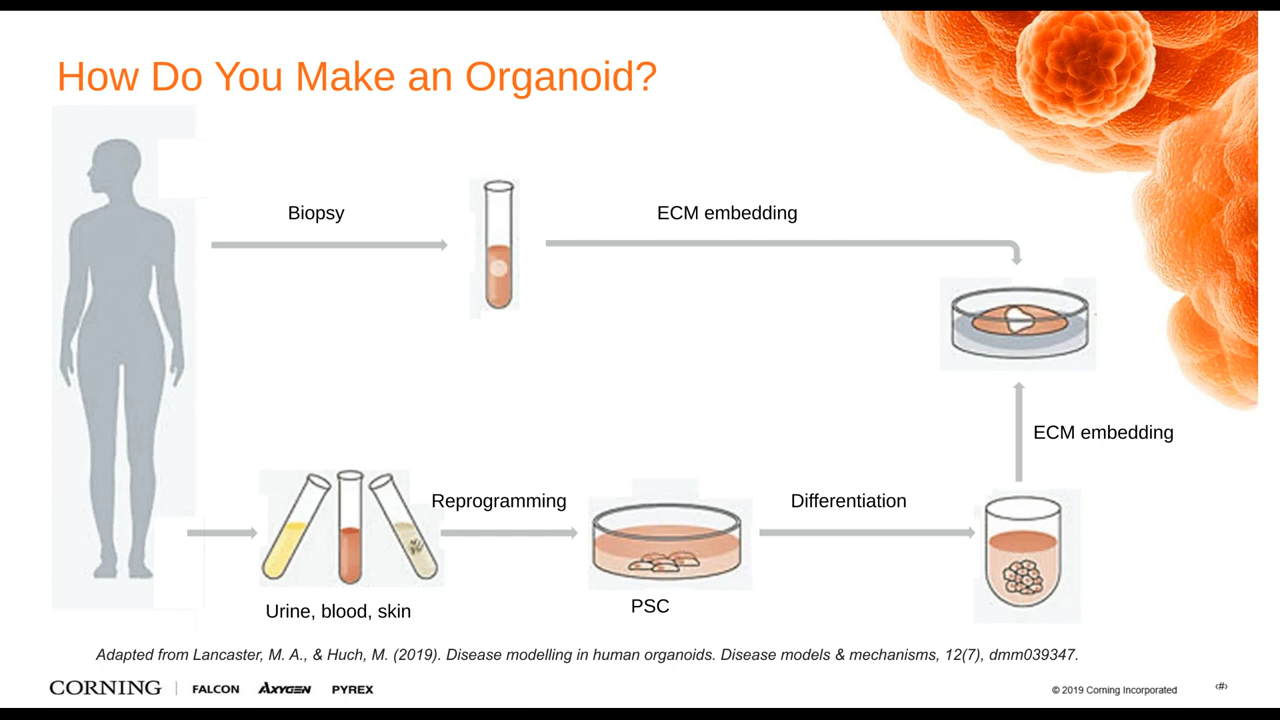 How Do You Make an Organoid?
Biopsy
ECM embedding
ECM embedding
Reprogramming
Differentiation
Urine, blood, skin
PSC
Adapted from Lancaster, M. A., & Huch, M. (2019). Disease modelling in human organoids. Disease models & mechanisms, 12(7), dmm039347.
CORNING | FALCON AXYGEN PYREX
© 2019 Corning Incorporated
‹#›